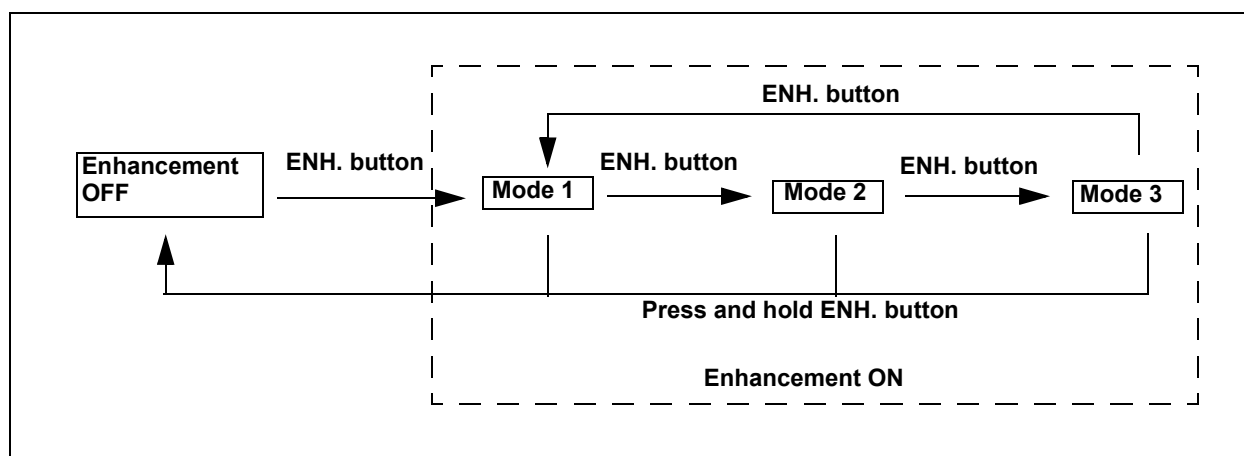 ENH. button
Enhancement
OFF
ENH. button
Mode 1
ENH. button
Mode 2
ENH. button
Mode 3
Press and hold ENH. button
Enhancement ON